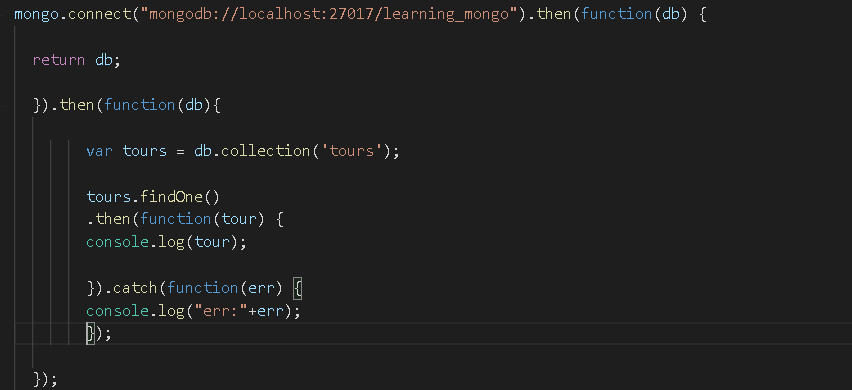 mongo.connect("mongodb://localhost:27017/learning_mongo").then(function(db) {
return db;
}).then(function(db){
var tours = db.collection('tours');
tours.findOne()
.then(function(tour) {
console.log(tour);
}).catch(function(err) {
console.log("err:"+err);
});
});